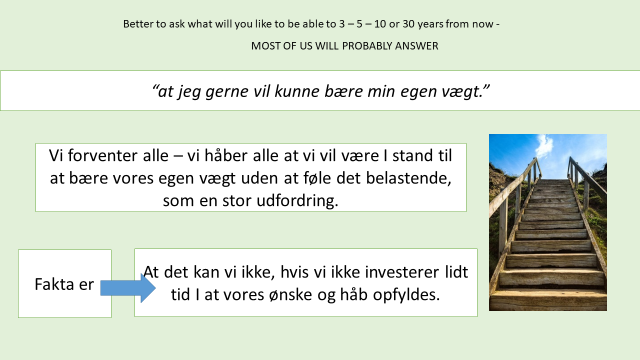 Better to ask what will you like to be able to 3 – 5 – 10 or 30 years from now -
MOST OF US WILL PROBABLY ANSWER
“at jeg gerne vil kunne bære min egen vægt.”
Vi forventer alle – vi håber alle at vi vil være I stand til
at bære vores egen vægt uden at føle det belastende,
som en stor udfordring.
Fakta er
At det kan vi ikke, hvis vi ikke investerer lidt
tid I at vores ønske og håb opfyldes.